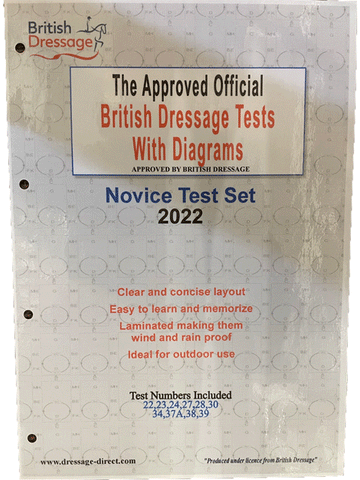 British
Dressage
The Approved Official
British Dressage Tests
With Diagrams
APPROVED BY BRITISH DRESSAGE
Novice Test Set
2022
Clear and concise layout
Easy to learn and memorize
Laminated making them
wind and rain proof
Ideal for outdoor use
Test Numbers Included
22,23,24,27,28,30
34,37A,38,39
www.dressage-direct.com
"Produced under licence from British Dressage"